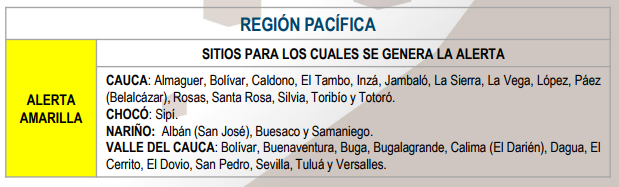 REGIÓN PACÍFICA
SITIOS PARA LOS CUALES SE GENERA LA ALERTA
ALERTA
AMARILLA
CAUCA: Almaguer, Bolívar, Caldono, El Tambo, Inzá, Jambaló, La Sierra, La Vega, López, Páez
(Belalcázar), Rosas, Santa Rosa, Silvia, Toribío y Totoró.
CHOCÓ: Sipí.
NARIÑO: Albán (San José), Buesaco y Samaniego.
VALLE DEL CAUCA: Bolívar, Buenaventura, Buga, Bugalagrande, Calima (El Darién), Dagua, El
Cerrito, El Dovio, San Pedro, Sevilla, Tuluá y Versalles.